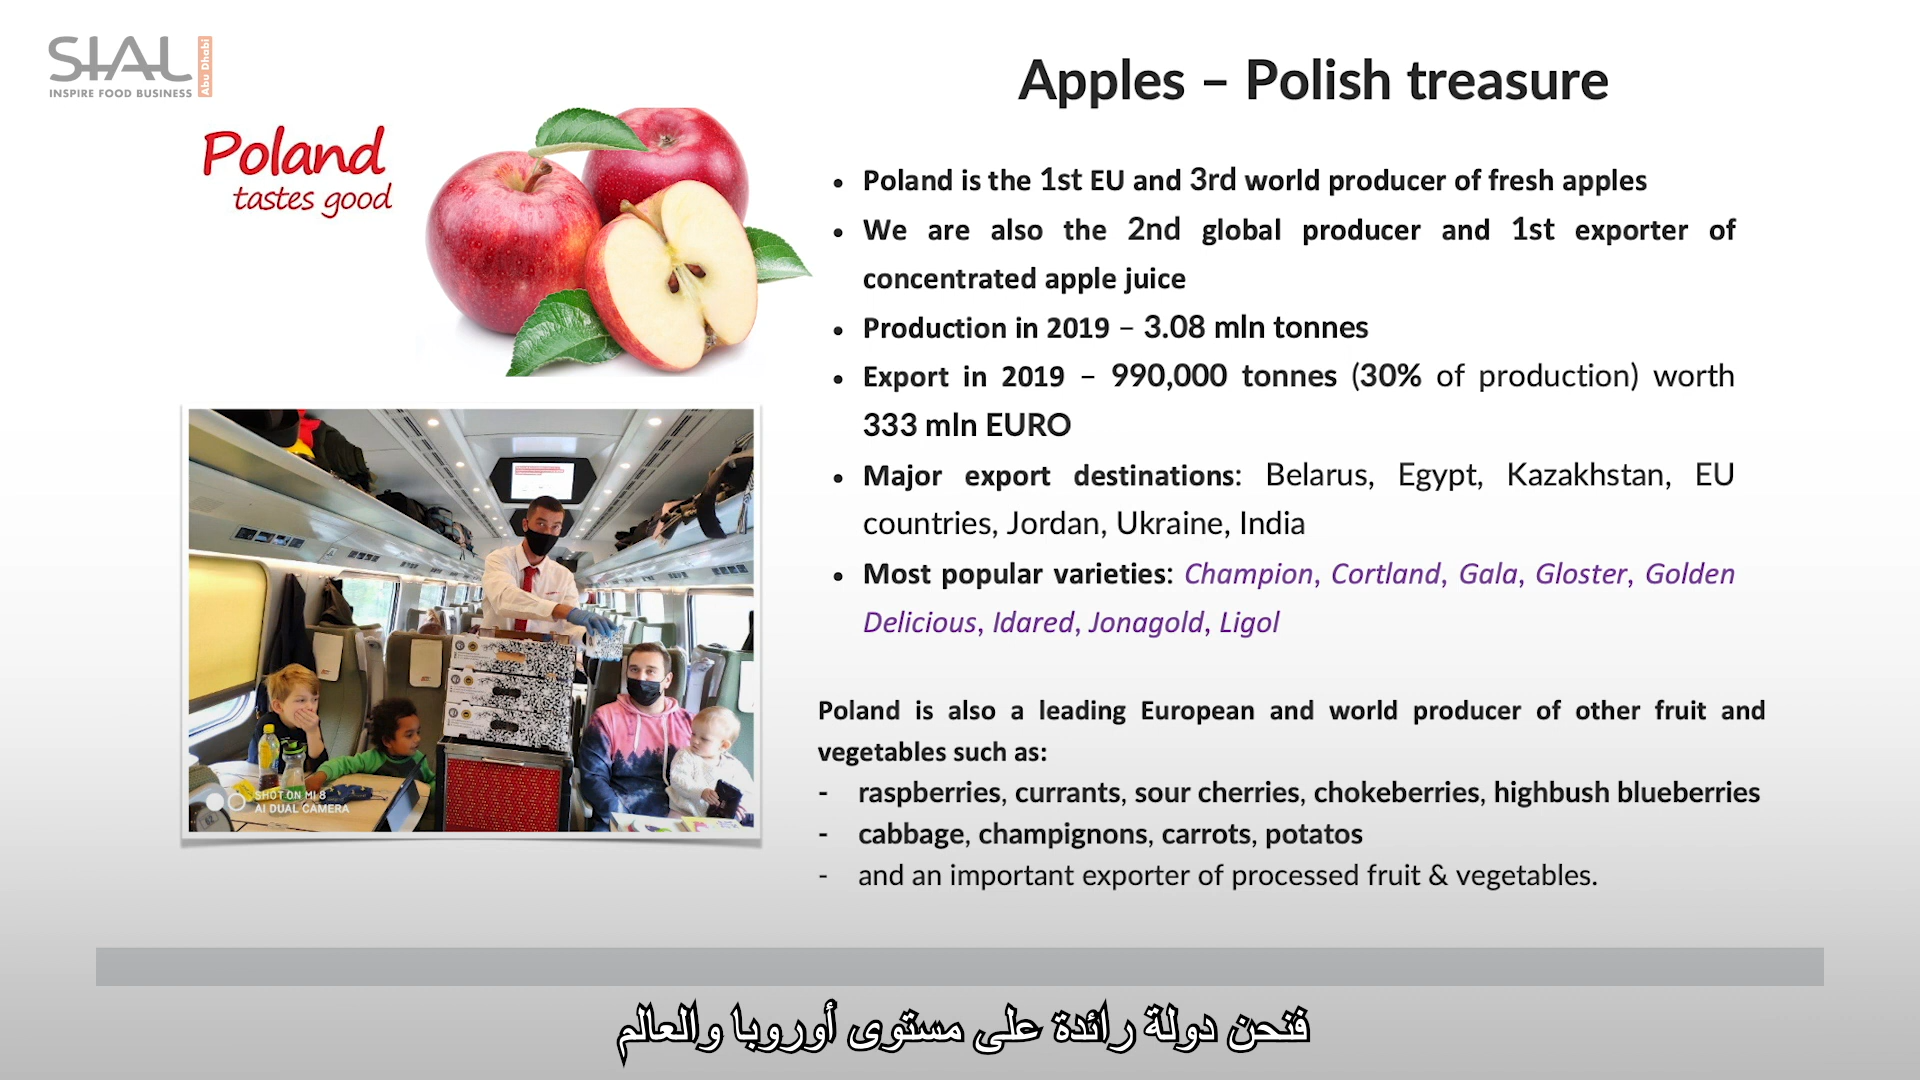 SIAL
Abu Dhabi
INSPIRE FOOD BUSINESS
Poland
tastes good
Apples – Polish treasure
• Poland is the 1st EU and 3rd world producer of fresh apples
• We are also the 2nd global producer and 1st exporter of
concentrated apple juice
• Production in 2019 – 3.08 mln tonnes
• Export in 2019 – 990,000 tonnes (30% of production) worth
333 mln EURO
• Major export destinations: Belarus, Egypt, Kazakhstan, EU
countries, Jordan, Ukraine, India
• Most popular varieties: Champion, Cortland, Gala, Gloster, Golden
Delicious, Idared, Jonagold, Ligol
Poland is also a leading European and world producer of other fruit and
vegetables such as:
- raspberries, currants, sour cherries, chokeberries, highbush blueberries
- cabbage, champignons, carrots, potatos
- and an important exporter of processed fruit & vegetables.
SHOT ON MI 8
AI DUAL CAMERA
فنحن دولة رائدة على مستوى أوروبا والعالم